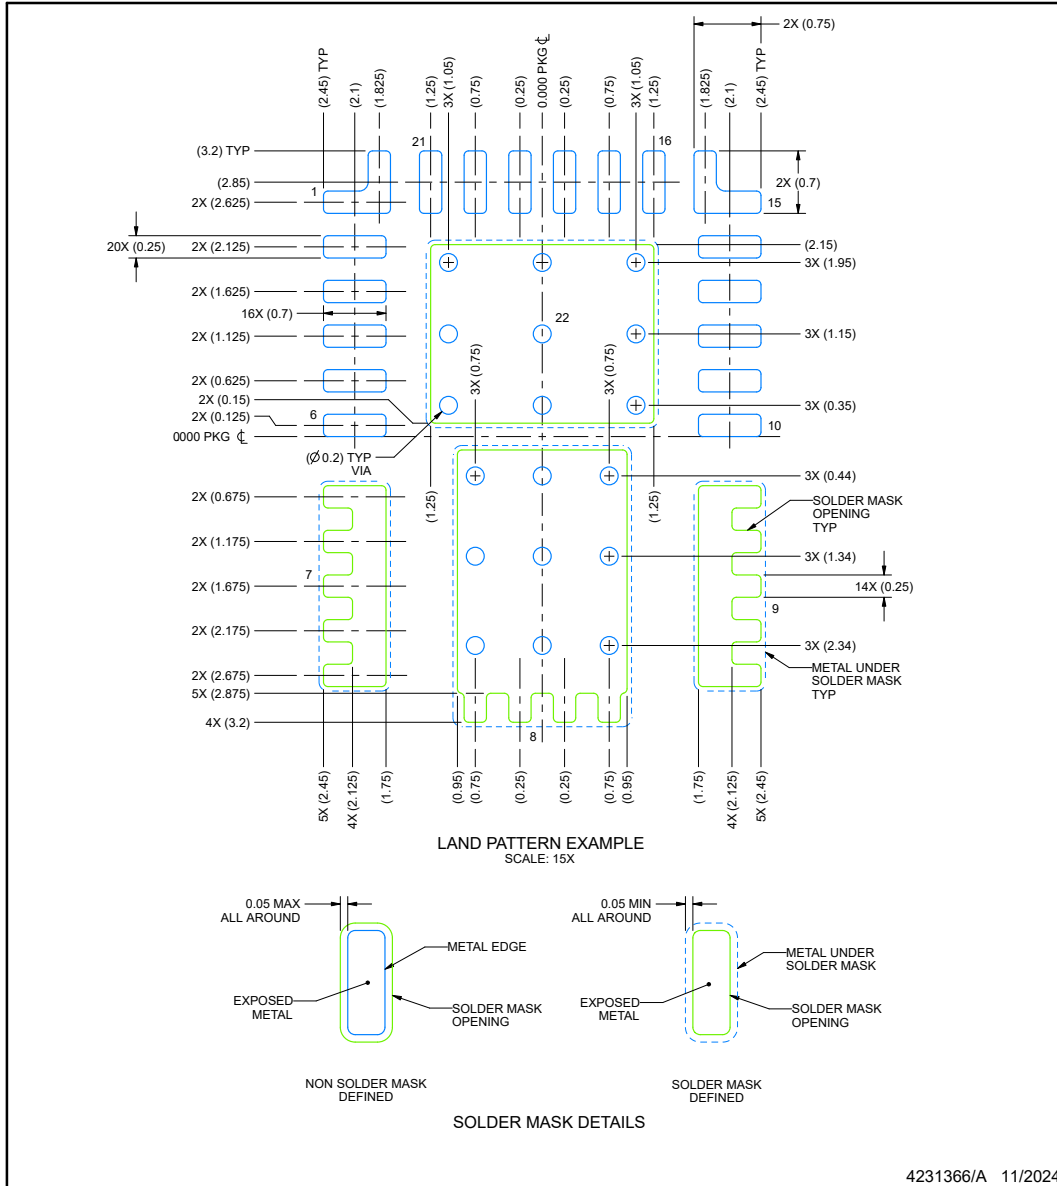 2X (0.75)
(2.45) TYP
(2.1)
(1.825)
(1.25)
3X (1.05)
(0.75)
(0.25)
0.000 PKG ℄
(0.25)
(0.75)
3X (1.05)
(1.25)
(1.825)
(2.1)
(2.45) TYP
(3.2) TYP
21
16
(2.85)
2X (0.7)
1
2X (2.625)
15
20X (0.25)
2X (2.125)
(2.15)
3X (1.95)
2X (1.625)
16X (0.7)
22
2X (1.125)
3X (1.15)
3X (0.75)
3X (0.75)
2X (0.625)
2X (0.15)
3X (0.35)
2X (0.125)
6
10
0000 PKG ℄
(Ø 0.2) TYP
VIA
3X (0.44)
(1.25)
(1.25)
2X (0.675)
SOLDER MASK
OPENING
TYP
2X (1.175)
3X (1.34)
7
2X (1.675)
14X (0.25)
9
2X (2.175)
3X (2.34)
2X (2.675)
METAL UNDER
SOLDER MASK
TYP
5X (2.875)
4X (3.2)
8
5X (2.45)
4X (2.125)
(1.75)
(0.95)
(0.75)
(0.25)
(0.25)
(0.75)
(0.95)
(1.75)
4X (2.125)
5X (2.45)
LAND PATTERN EXAMPLE
SCALE: 15X
0.05 MAX
ALL AROUND
METAL EDGE
EXPOSED
METAL
SOLDER MASK
OPENING
NON SOLDER MASK
DEFINED
0.05 MIN
ALL AROUND
METAL UNDER
SOLDER MASK
EXPOSED
METAL
SOLDER MASK
OPENING
SOLDER MASK
DEFINED
SOLDER MASK DETAILS
4231366/A 11/2024